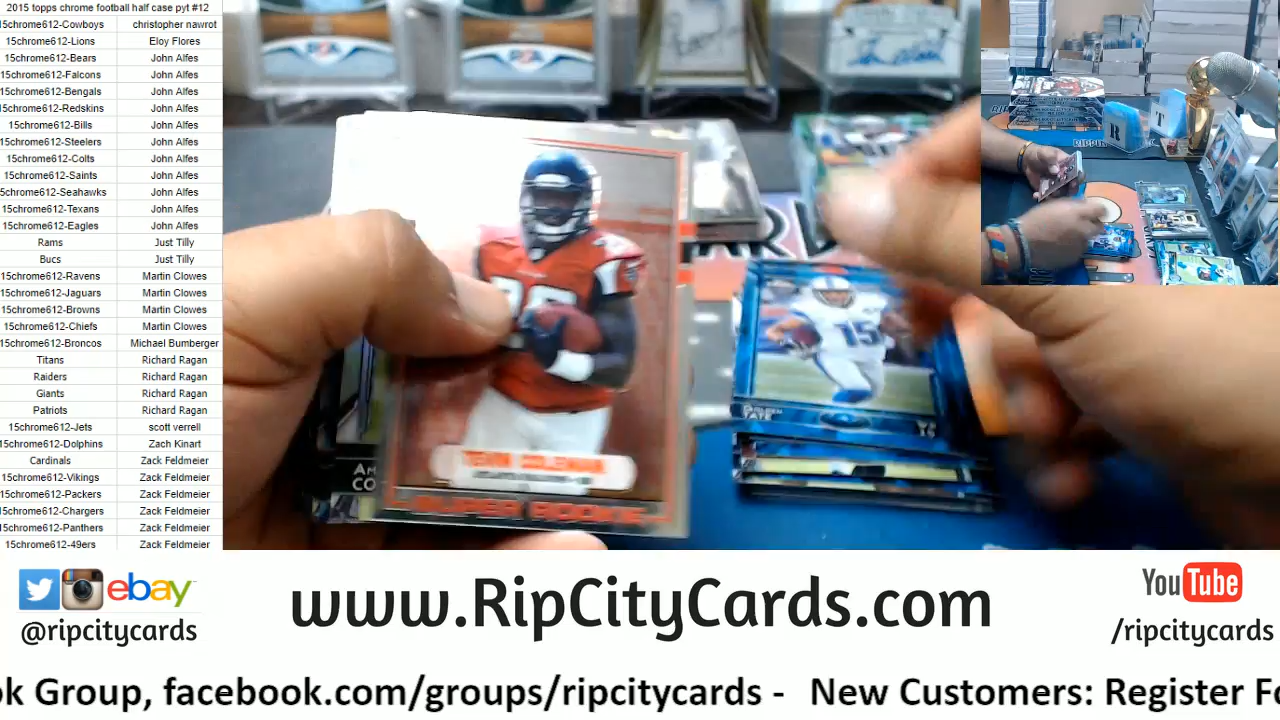 2015 topps chrome football half case pyt #12
15chrome612-Cowboys christopher nawrot
15chrome612-Lions Eloy Flores
15chrome612-Bears John Alfes
15chrome612-Falcons John Alfes
15chrome612-Bengals John Alfes
15chrome612-Redskins John Alfes
15chrome612-Bills John Alfes
15chrome612-Steelers John Alfes
15chrome612-Colts John Alfes
15chrome612-Saints John Alfes
15chrome612-Seahawks John Alfes
15chrome612-Texans John Alfes
15chrome612-Eagles John Alfes
Rams Just Tilly
Bucs Just Tilly
15chrome612-Ravens Martin Clowes
15chrome612-Jaguars Martin Clowes
15chrome612-Browns Martin Clowes
15chrome612-Chiefs Martin Clowes
15chrome612-Broncos Michael Bumberger
Titans Richard Ragan
Raiders Richard Ragan
Giants Richard Ragan
Patriots Richard Ragan
15chrome612-Jets scott verrell
15chrome612-Dolphins Zach Kinart
Cardinals Zack Feldmeier
15chrome612-Vikings Zack Feldmeier
15chrome612-Packers Zack Feldmeier
15chrome612-Chargers Zack Feldmeier
15chrome612-Panthers Zack Feldmeier
15chrome612-49ers Zack Feldmeier
TEVIN COLEMAN
SUPER ROOKIE
AM
CO
GOLDEN
TATE
15
R T
ebay
@ripcitycards
www.RipCityCards.com
YouTube
/ripcitycards
ok Group, facebook.com/groups/ripcitycards - New Customers: Register Fo